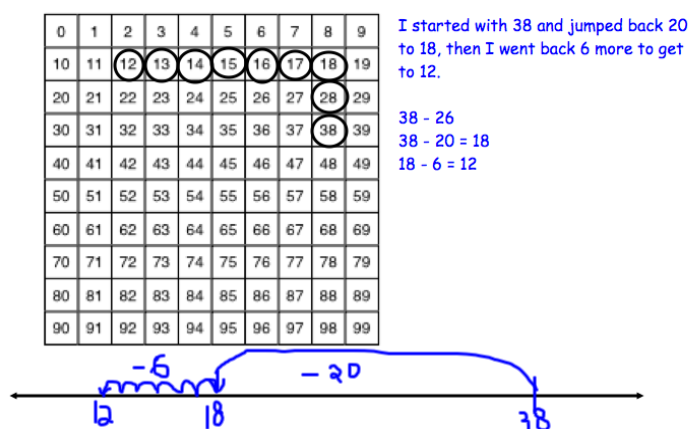 0 1 2 3 4 5 6 7 8 9
I started with 38 and jumped back 20
10 11 12 13 14 15 16 17 18 19
to 18, then I went back 6 more to get
to 12.
20 21 22 23 24 25 26 27 28 29
30 31 32 33 34 35 36 37 38 39
38 - 26
38 - 20 = 18
40 41 42 43 44 45 46 47 48 49
18 - 6 = 12
50 51 52 53 54 55 56 57 58 59
60 61 62 63 64 65 66 67 68 69
70 71 72 73 74 75 76 77 78 79
80 81 82 83 84 85 86 87 88 89
90 91 92 93 94 95 96 97 98 99
-6 -20
12 18 38